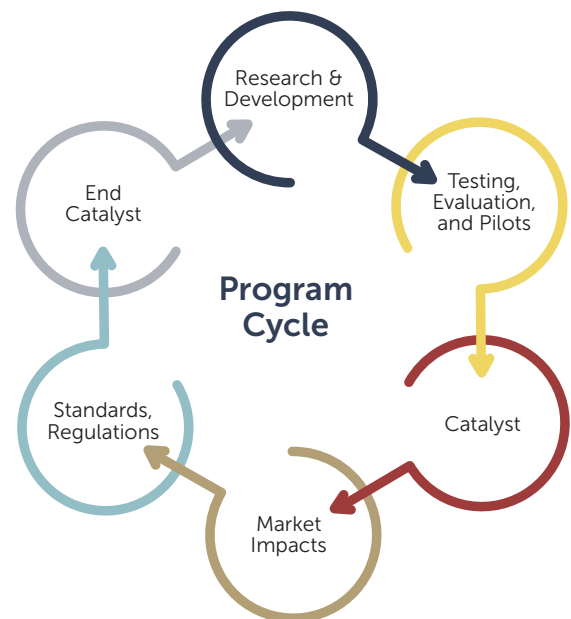 Research &
Development
Testing,
Evaluation,
and Pilots
Catalyst
Market
Impacts
Standards,
Regulations
End
Catalyst
Program
Cycle